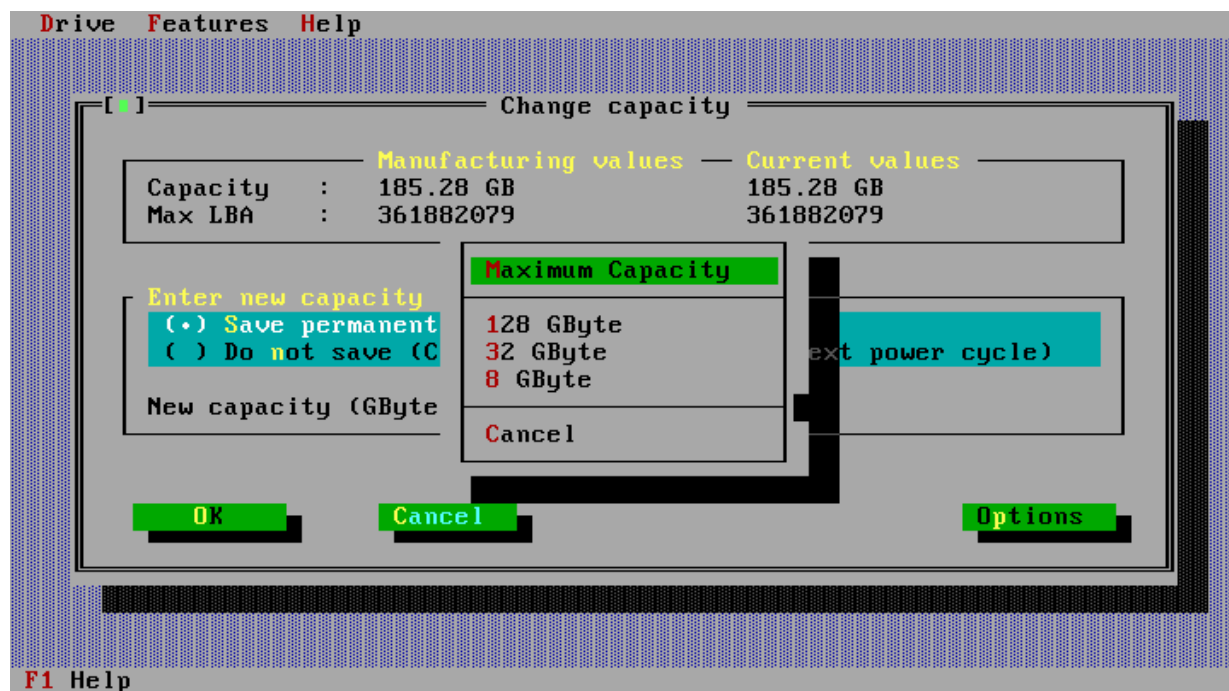 Drive Features Help
[ ] Change capacity
Manufacturing values Current values
Capacity : 185.28 GB 185.28 GB
Max LBA : 361882079 361882079
Maximum Capacity
Enter new capacity
(•) Save permanent 128 GByte
( ) Do not save (C 32 GByte ext power cycle)
8 GByte
New capacity (GByte
Cancel
OK Cancel Options
F1 Help